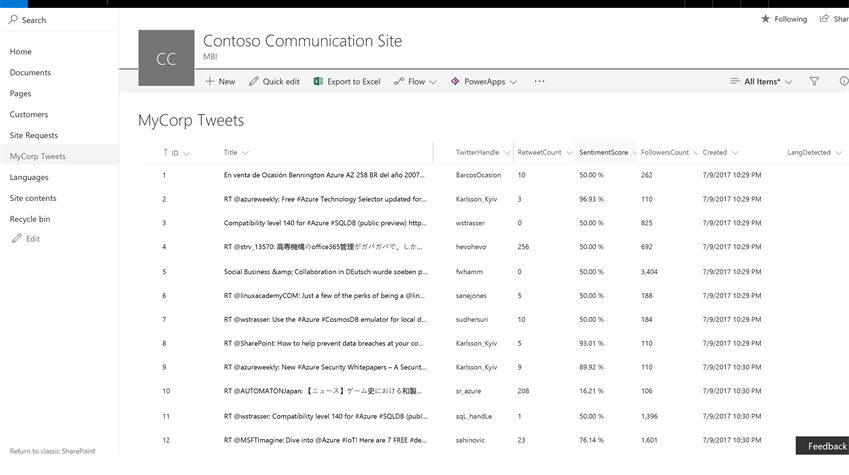 Search
Following
Shar
CC
Contoso Communication Site
MBI
New
Quick edit
Export to Excel
Flow
PowerApps
...
All Items*
Home
Documents
Pages
Customers
Site Requests
MyCorp Tweets
Languages
Site contents
Recycle bin
Edit
Return to classic SharePoint
MyCorp Tweets
ID Title TwitterHandle RetweetCount SentimentScore FollowersCount Created LangDetected
1 En venta de Ocasión Bennington Azure AZ 258 BR del año 2007... BarcosOcasion 10 50.00 % 262 7/9/2017 10:29 PM
2 RT @azureweekly: Free #Azure Technology Selector updated for... Karlsson_Kyiv 3 96.93 % 110 7/9/2017 10:29 PM
3 Compatibility level 140 for #Azure #SQLDB (public preview) http... wstrasser 0 50.00 % 825 7/9/2017 10:29 PM
4 RT @strv_13570: 高専機構のoffice365管理がガバガバで、しか... hevohevo 256 50.00 % 692 7/9/2017 10:29 PM
5 Social Business &amp; Collaboration in DEutsch wurde soeben p... fwhamm 0 50.00 % 3,404 7/9/2017 10:29 PM
6 RT @linuxacademyCOM: Just a few of the perks of being a @lin... sanejones 5 50.00 % 188 7/9/2017 10:29 PM
7 RT @wstrasser: Use the #Azure #CosmosDB emulator for local d... sudhersuri 10 50.00 % 184 7/9/2017 10:29 PM
8 RT @SharePoint: How to help prevent data breaches at your co... Karlsson_Kyiv 5 93.01 % 110 7/9/2017 10:29 PM
9 RT @azureweekly: New #Azure Security Whitepapers – A Securit... Karlsson_Kyiv 9 89.92 % 110 7/9/2017 10:30 PM
10 RT @AUTOMATONJapan: 【ニュース】ゲーム史における和製... sr_azure 208 16.21 % 106 7/9/2017 10:30 PM
11 RT @wstrasser: Compatibility level 140 for #Azure #SQLDB (publ... sqL_handLe 1 50.00 % 1,396 7/9/2017 10:30 PM
12 RT @MSFTImagine: Dive into @Azure #IoT! Here are 7 FREE #de... sahinovic 23 76.14 % 1,601 7/9/2017 10:30 PM
Feedback